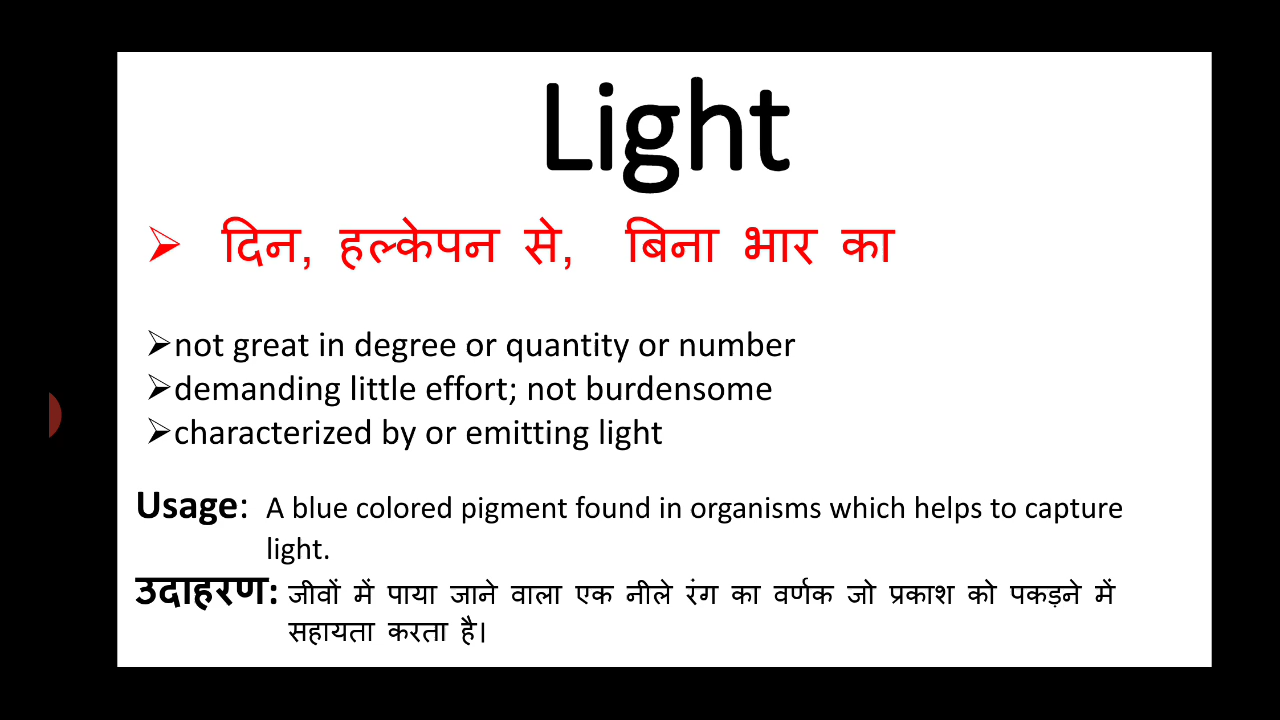 Light
➢ दिन, हल्केपन से, बिना भार का
➢not great in degree or quantity or number
➢demanding little effort; not burdensome
➢characterized by or emitting light
Usage: A blue colored pigment found in organisms which helps to capture
light.
उदाहरण: जीवों में पाया जाने वाला एक नीले रंग का वर्णक जो प्रकाश को पकड़ने में
सहायता करता है।